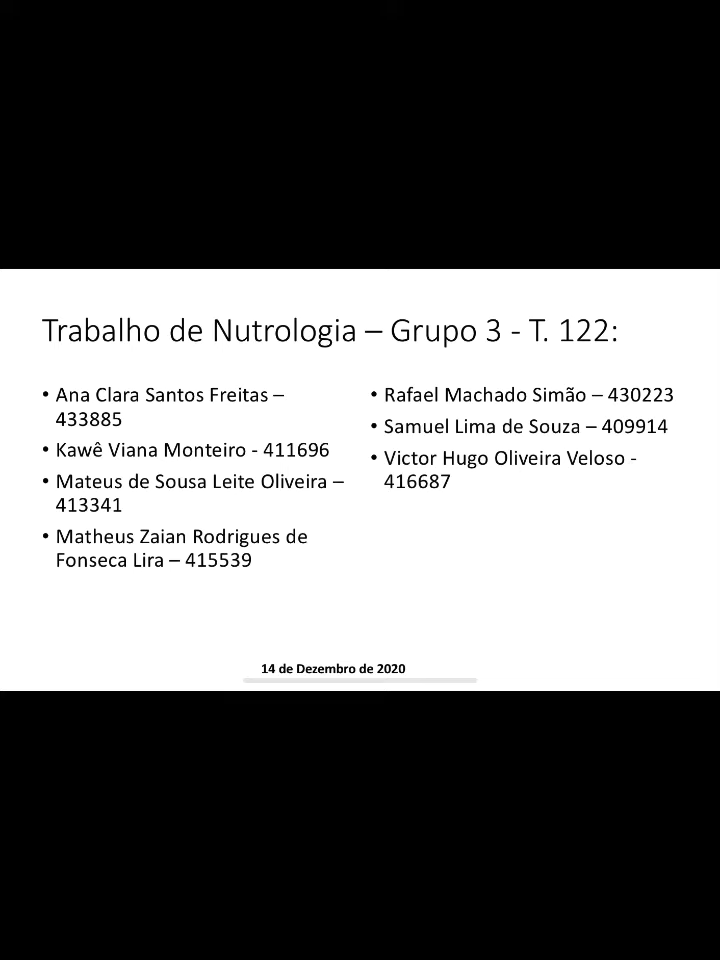 Trabalho de Nutrologia – Grupo 3 - T. 122:
• Ana Clara Santos Freitas –
433885
• Kawê Viana Monteiro - 411696
• Mateus de Sousa Leite Oliveira –
413341
• Matheus Zaian Rodrigues de
Fonseca Lira – 415539
• Rafael Machado Simão – 430223
• Samuel Lima de Souza – 409914
• Victor Hugo Oliveira Veloso -
416687
14 de Dezembro de 2020